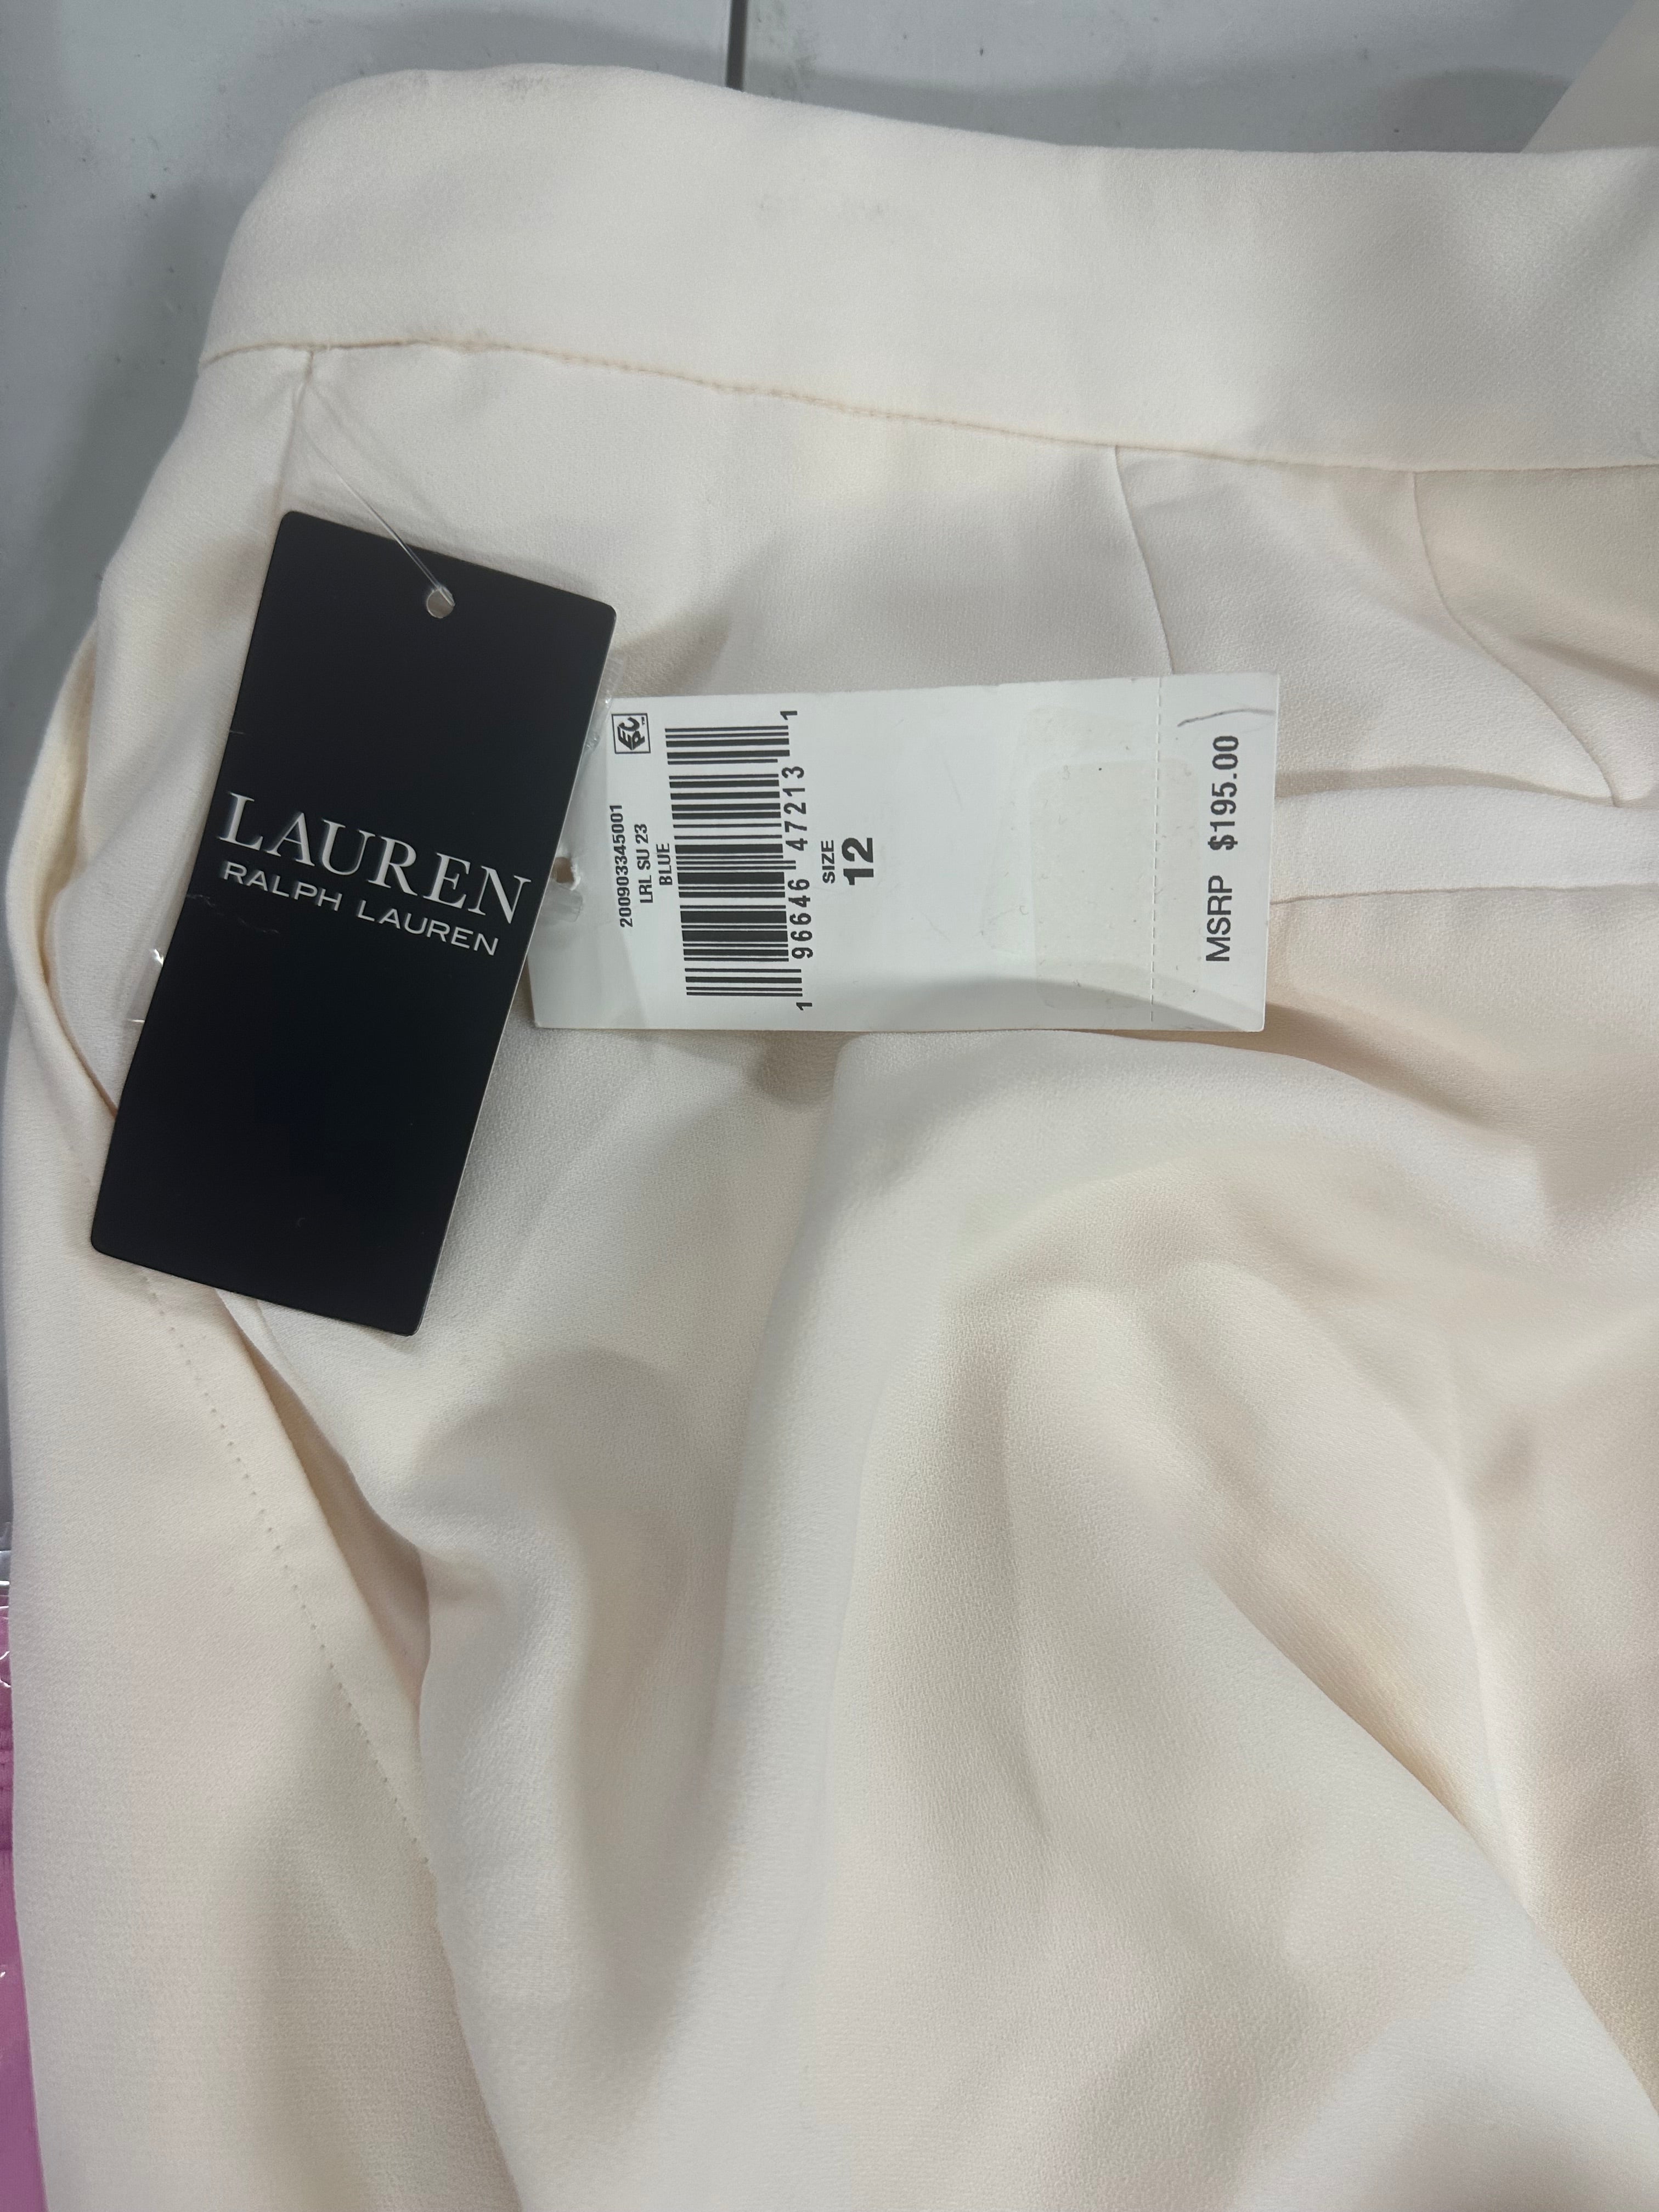 LAUREN
RALPH LAUREN
200903345001
LRL SU 23
BLUE
1 96646 47213 1
SIZE
12
MSRP $195.00